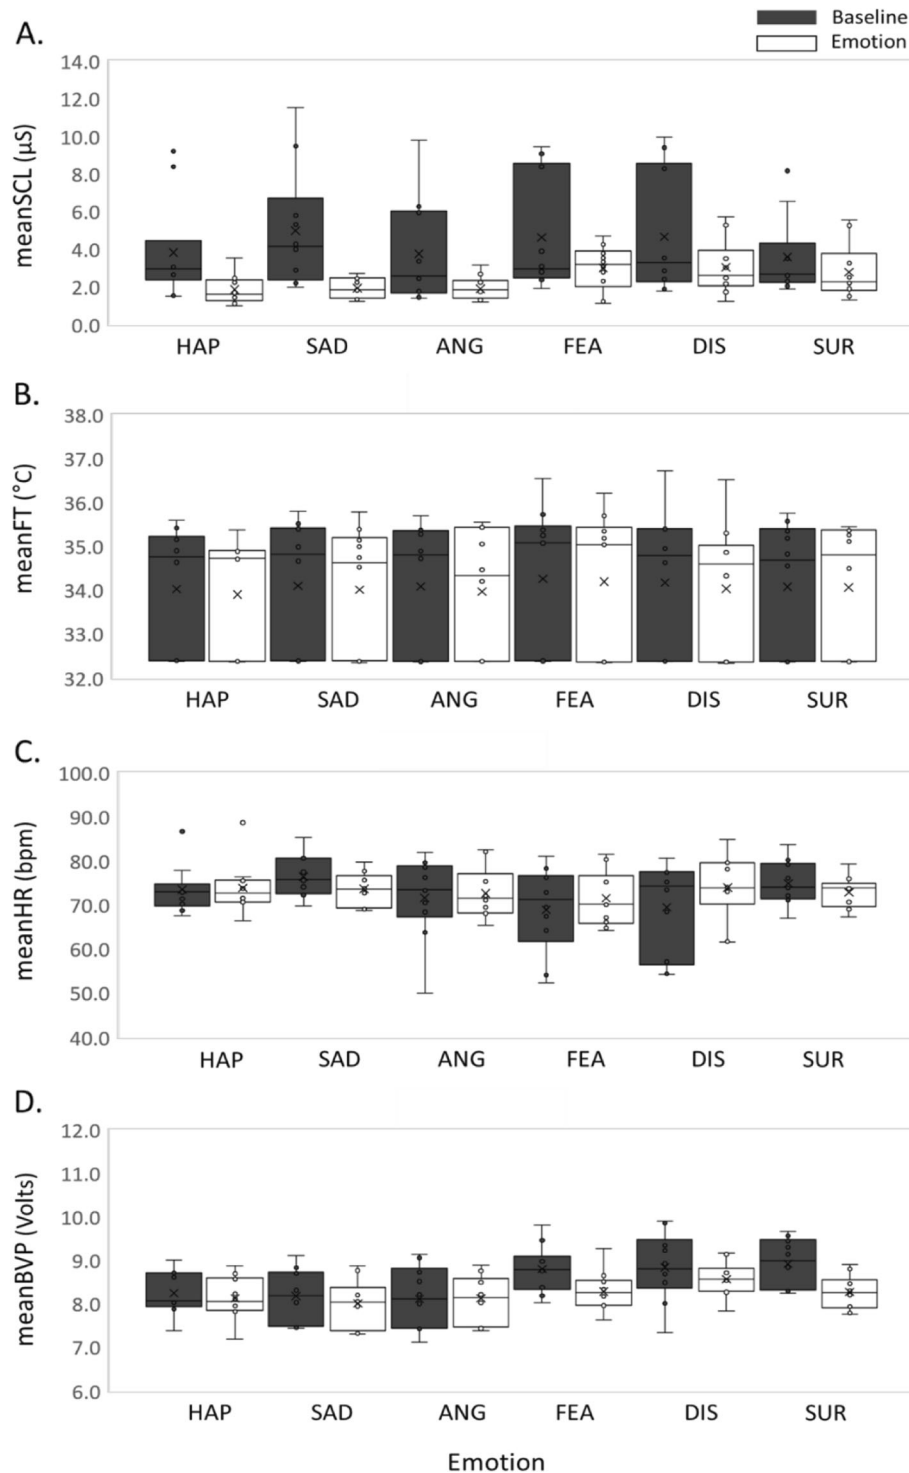 Baseline
Emotion
A.
meanSCL (µS)
14.0
12.0
10.0
8.0
6.0
4.0
2.0
0.0
HAP SAD ANG FEA DIS SUR
B.
meanFT (°C)
38.0
37.0
36.0
35.0
34.0
33.0
32.0
HAP SAD ANG FEA DIS SUR
C.
meanHR (bpm)
100.0
90.0
80.0
70.0
60.0
50.0
40.0
HAP SAD ANG FEA DIS SUR
D.
meanBVP (Volts)
12.0
11.0
10.0
9.0
8.0
7.0
6.0
HAP SAD ANG FEA DIS SUR
Emotion